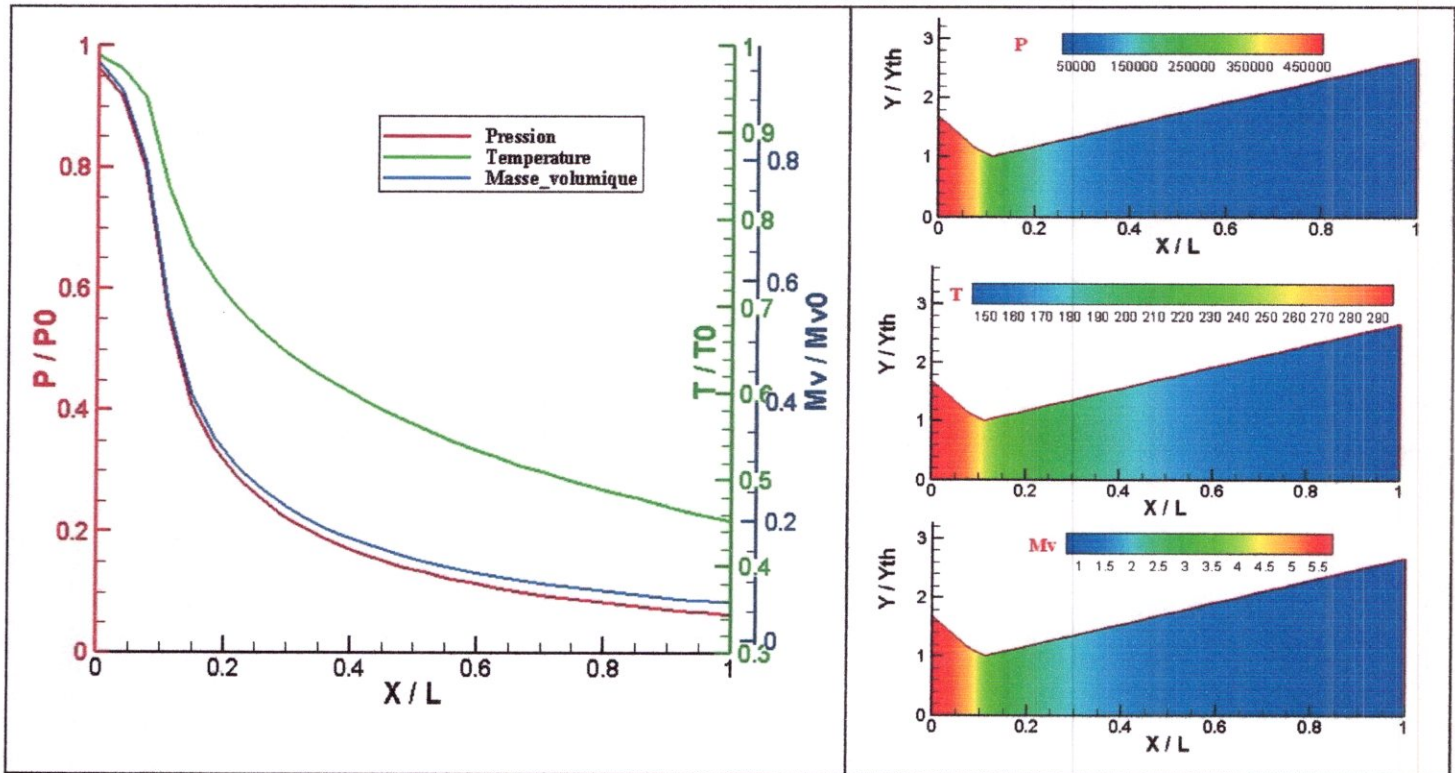 P / P0
1
0.8
0.6
0.4
0.2
0
0 0.2 0.4 0.6 0.8 1
X / L
Pression
Temperature
Masse_volumique
T / T0
1
0.9
0.8
0.7
0.6
0.5
0.4
0.3
Mv / Mv0
0.8
0.6
0.4
0.2
0
Y / Yth
3
2
1
0
P
50000 150000 250000 350000 450000
0 0.2 0.4 0.6 0.8 1
X / L
Y / Yth
3
2
1
0
T
150 160 170 180 190 210 220 230 240 250 260 270 280 290
0 0.2 0.4 0.6 0.8 1
X / L
Y / Yth
3
2
1
0
Mv
1 1.5 2 2.5 3 3.5 4 4.5 5 5.5
0 0.2 0.4 0.6 0.8 1
X / L